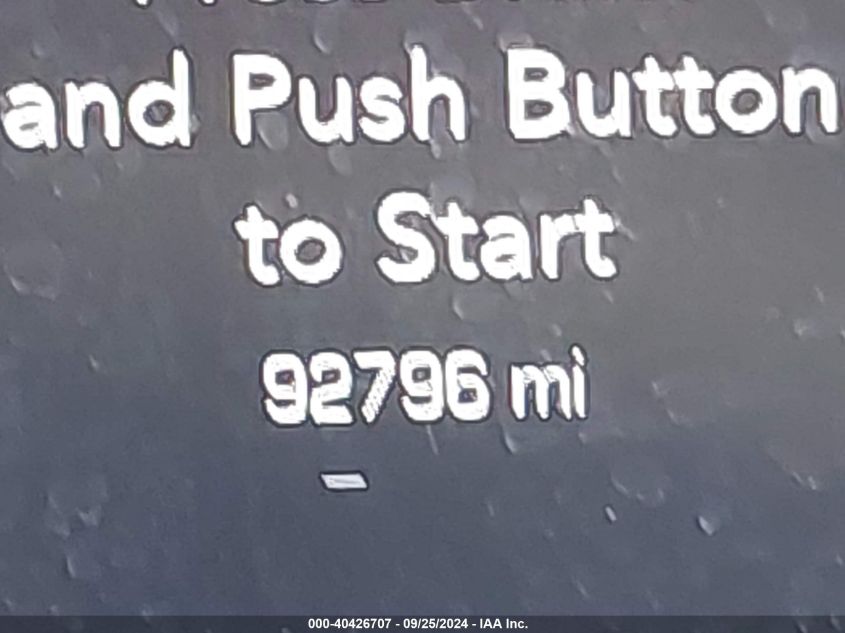 and Push Button
to Start
92796 mi
000-40426707 - 09/25/2024 - IAA Inc.